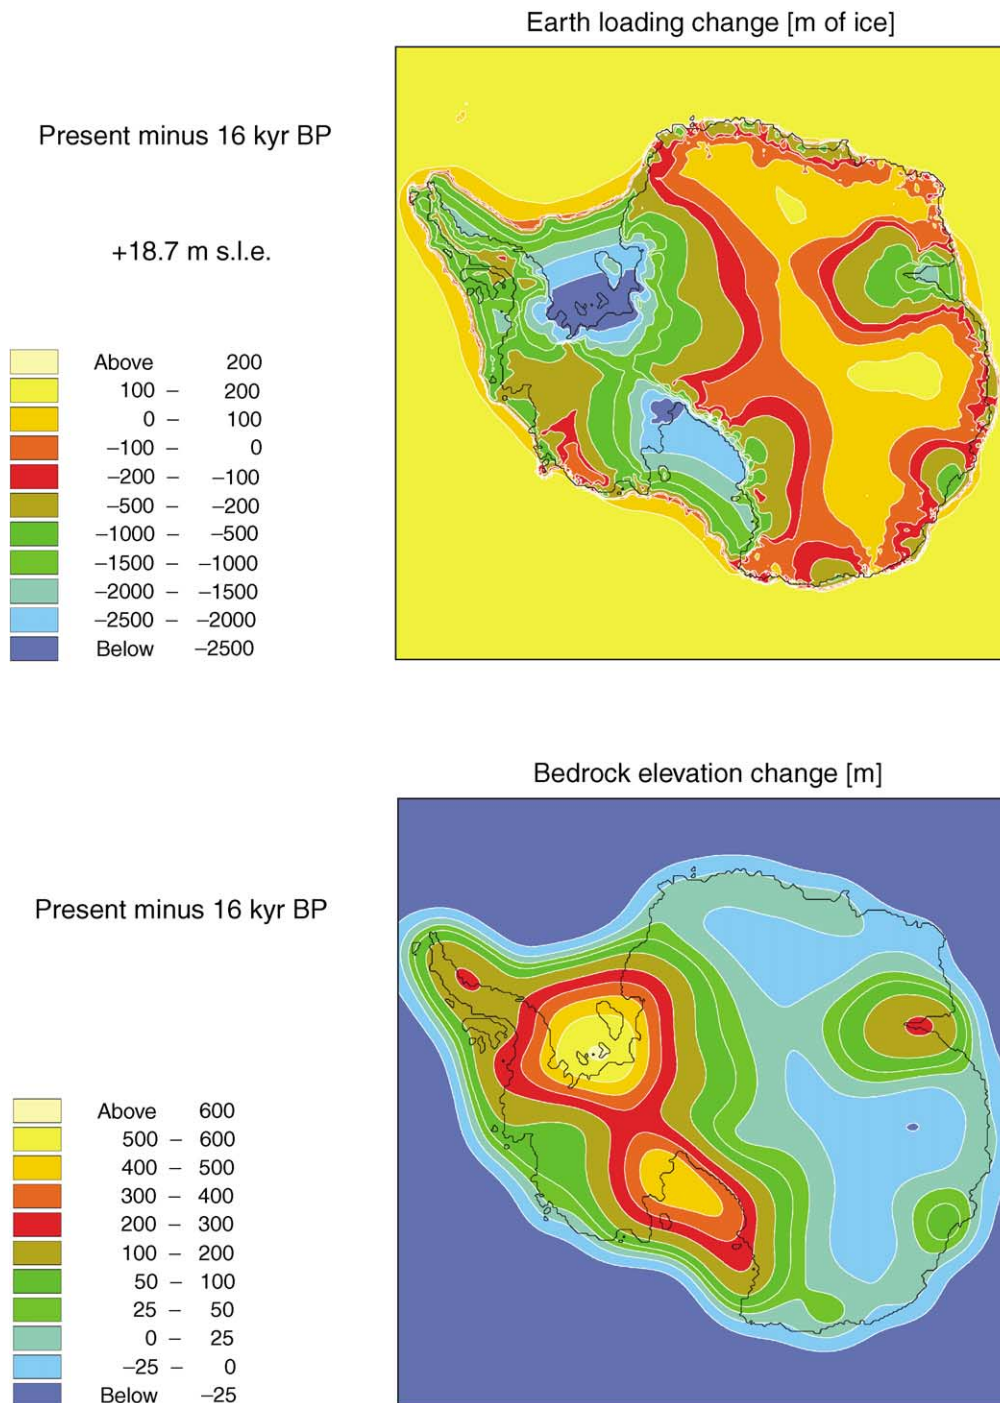 Earth loading change [m of ice]
Present minus 16 kyr BP
+18.7 m s.l.e.
Above 200
100 – 200
0 – 100
−100 – 0
−200 – −100
−500 – −200
−1000 – −500
−1500 – −1000
−2000 – −1500
−2500 – −2000
Below −2500
Bedrock elevation change [m]
Present minus 16 kyr BP
Above 600
500 – 600
400 – 500
300 – 400
200 – 300
100 – 200
50 – 100
25 – 50
0 – 25
−25 – 0
Below −25